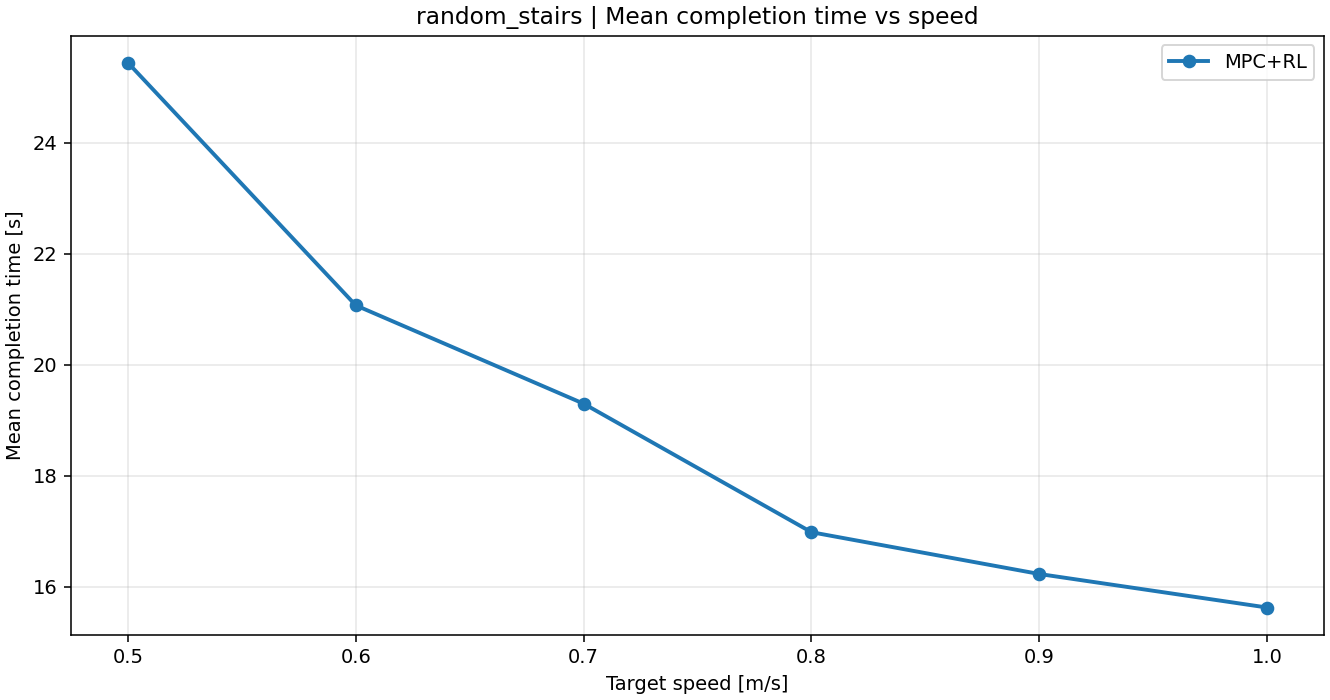 random_stairs | Mean completion time vs speed
MPC+RL
Mean completion time [s]
24
22
20
18
16
0.5 0.6 0.7 0.8 0.9 1.0
Target speed [m/s]